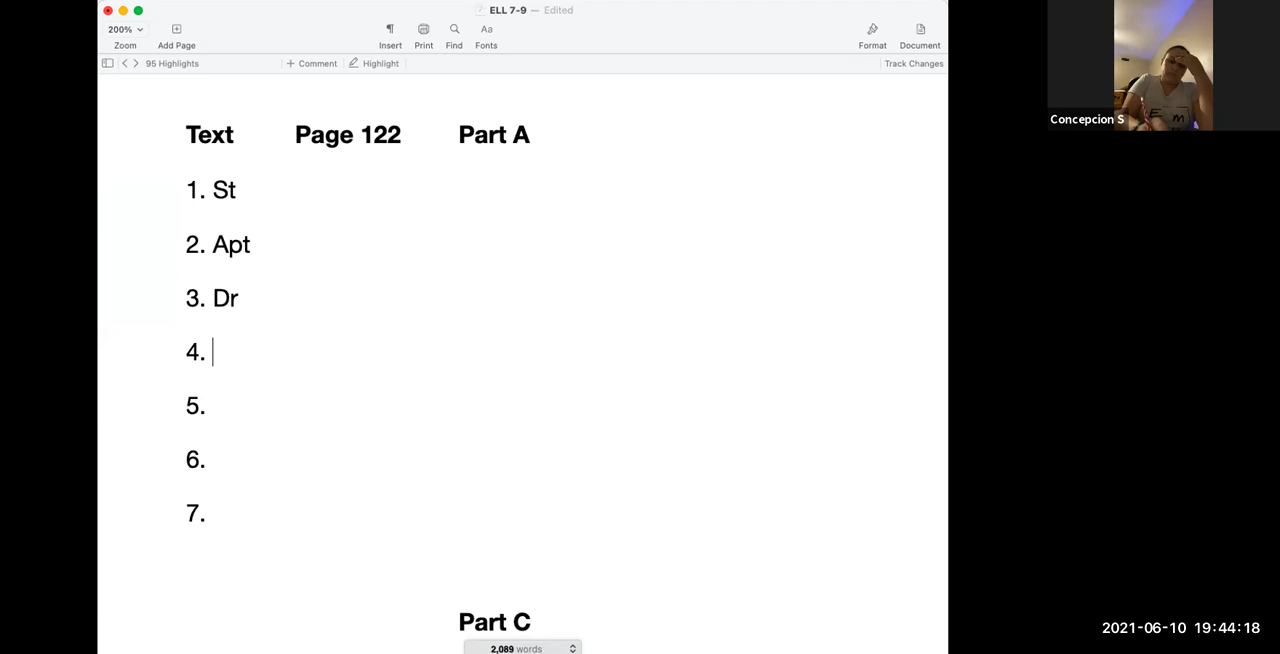 ELL 7-9 — Edited
200%
Zoom Add Page Insert Print Find Fonts Format Document
Aa
95 Highlights + Comment Highlight Track Changes
Text Page 122 Part A
1. St
2. Apt
3. Dr
4.
5.
6.
7.
Part C
2,089 words
Concepcion S
E m
2021-06-10 19:44:18